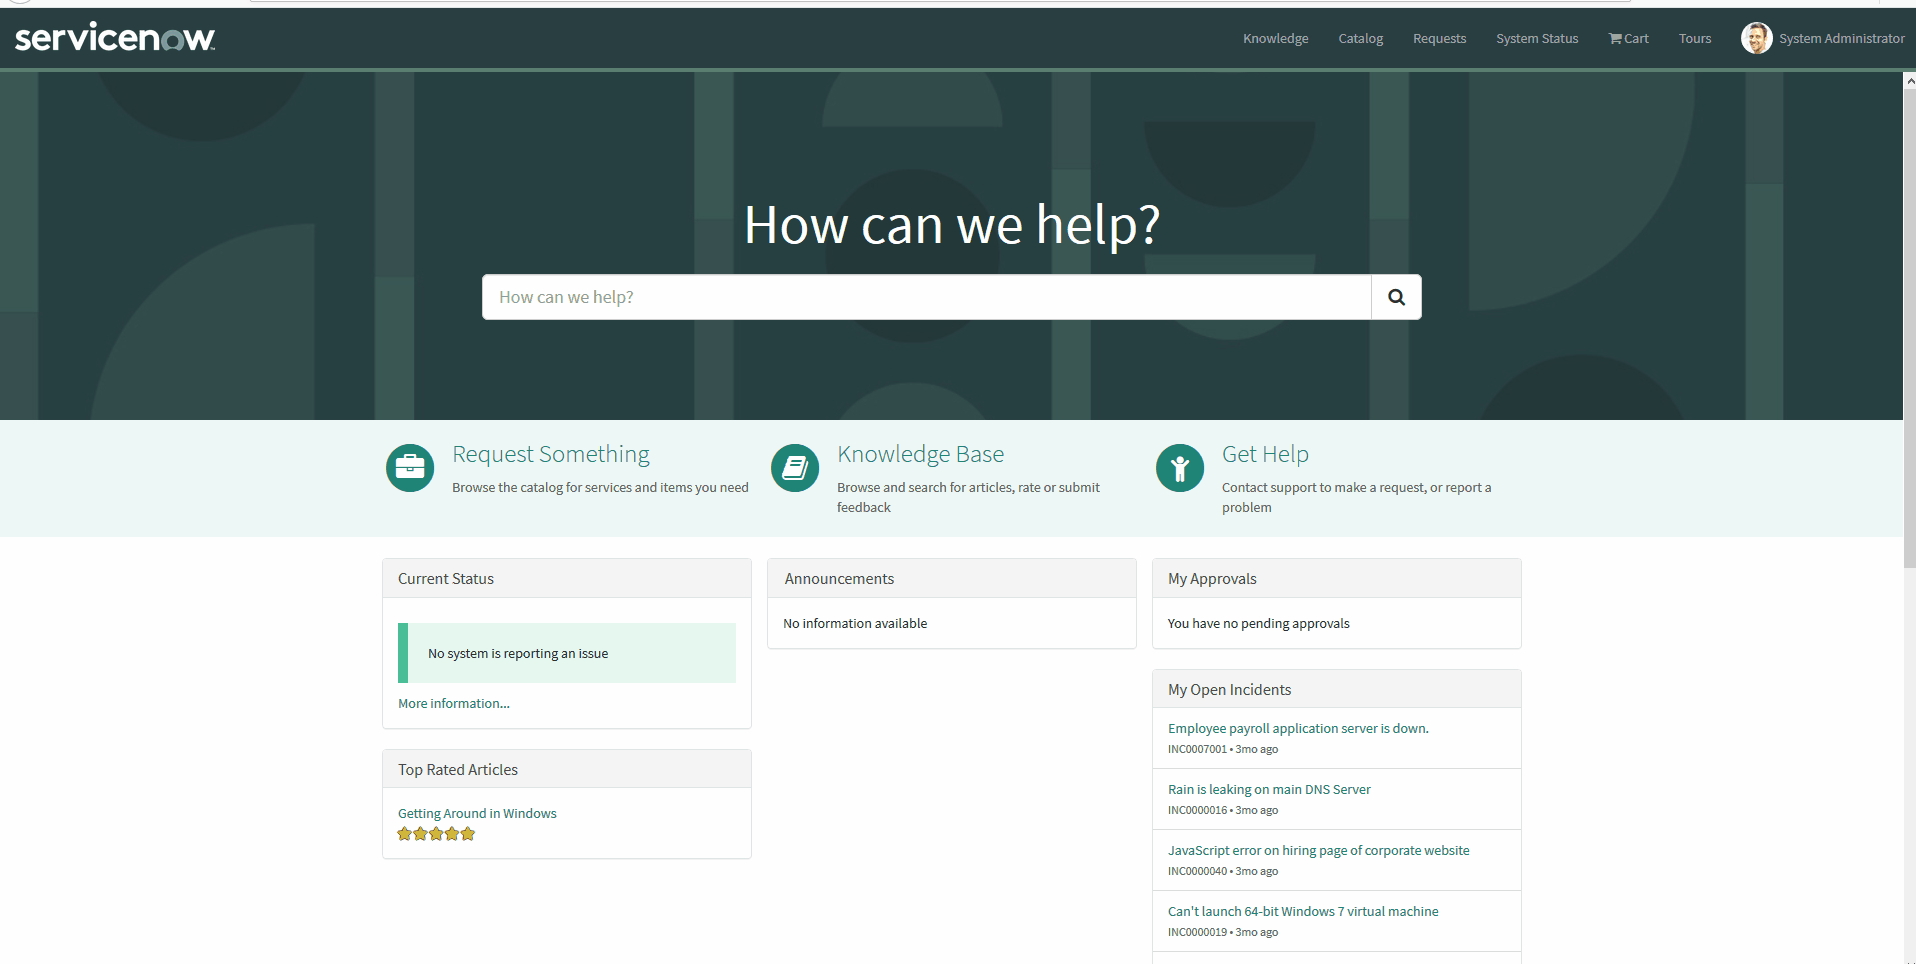 servicenow™
Knowledge
Catalog
Requests
System Status
Cart
Tours
System Administrator
How can we help?
How can we help?
Request Something
Browse the catalog for services and items you need
Knowledge Base
Browse and search for articles, rate or submit
feedback
Get Help
Contact support to make a request, or report a
problem
Current Status
No system is reporting an issue
More information...
Top Rated Articles
Getting Around in Windows
Announcements
No information available
My Approvals
You have no pending approvals
My Open Incidents
Employee payroll application server is down.
INC0007001 • 3mo ago
Rain is leaking on main DNS Server
INC0000016 • 3mo ago
JavaScript error on hiring page of corporate website
INC0000040 • 3mo ago
Can't launch 64-bit Windows 7 virtual machine
INC0000019 • 3mo ago